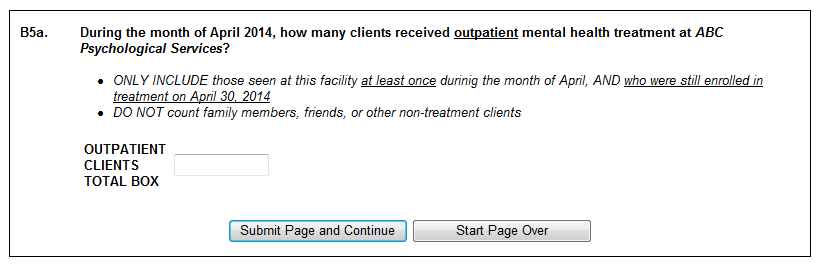 B5a. During the month of April 2014, how many clients received outpatient mental health treatment at ABC
Psychological Services?
• ONLY INCLUDE those seen at this facility at least once durinig the month of April, AND who were still enrolled in
treatment on April 30, 2014
• DO NOT count family members, friends, or other non-treatment clients
OUTPATIENT
CLIENTS
TOTAL BOX
Submit Page and Continue Start Page Over